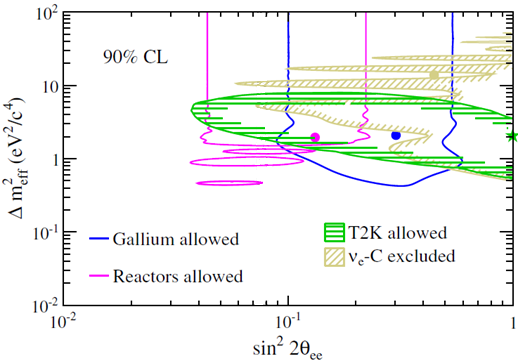 10²
90% CL
10
1
10⁻¹
10⁻²
Δ m²eff (eV²/c⁴)
Gallium allowed
Reactors allowed
T2K allowed
νe-C excluded
10⁻² 10⁻¹ 1
sin² 2θee